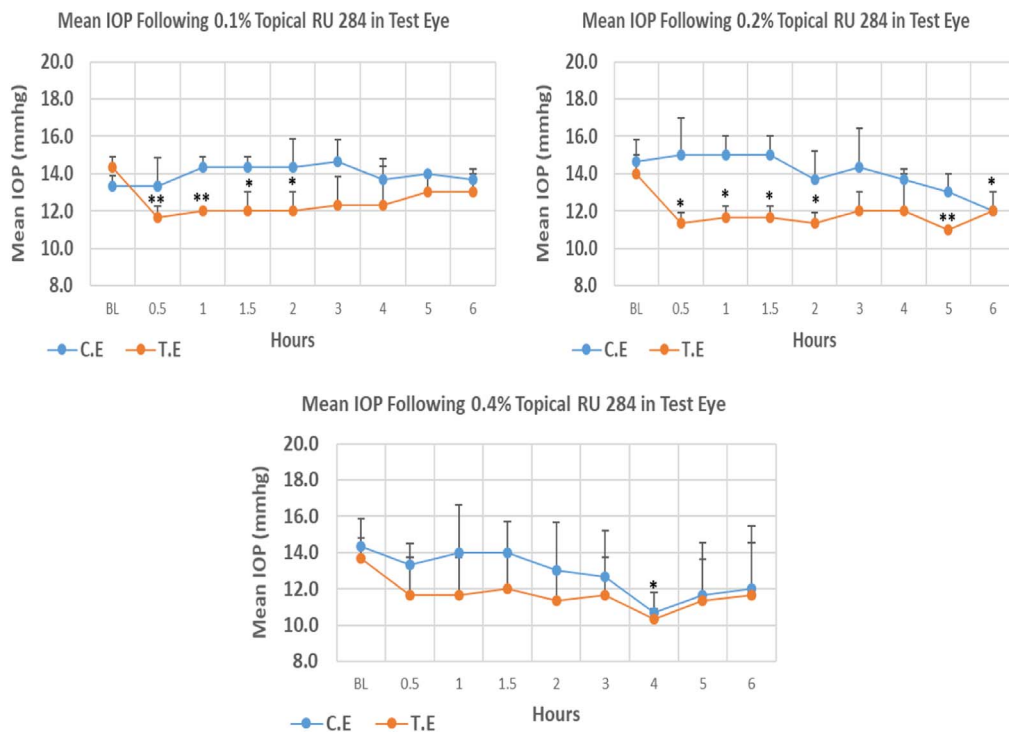 Mean IOP Following 0.1% Topical RU 284 in Test Eye
20.0
18.0
16.0
14.0
12.0
10.0
8.0
Mean IOP (mmhg)
** ** * *
BL 0.5 1 1.5 2 3 4 5 6
Hours
C.E T.E
Mean IOP Following 0.2% Topical RU 284 in Test Eye
20.0
18.0
16.0
14.0
12.0
10.0
8.0
Mean IOP (mmhg)
* * * * ** *
BL 0.5 1 1.5 2 3 4 5 6
Hours
C.E T.E
Mean IOP Following 0.4% Topical RU 284 in Test Eye
20.0
18.0
16.0
14.0
12.0
10.0
8.0
Mean IOP (mmhg)
*
BL 0.5 1 1.5 2 3 4 5 6
Hours
C.E T.E